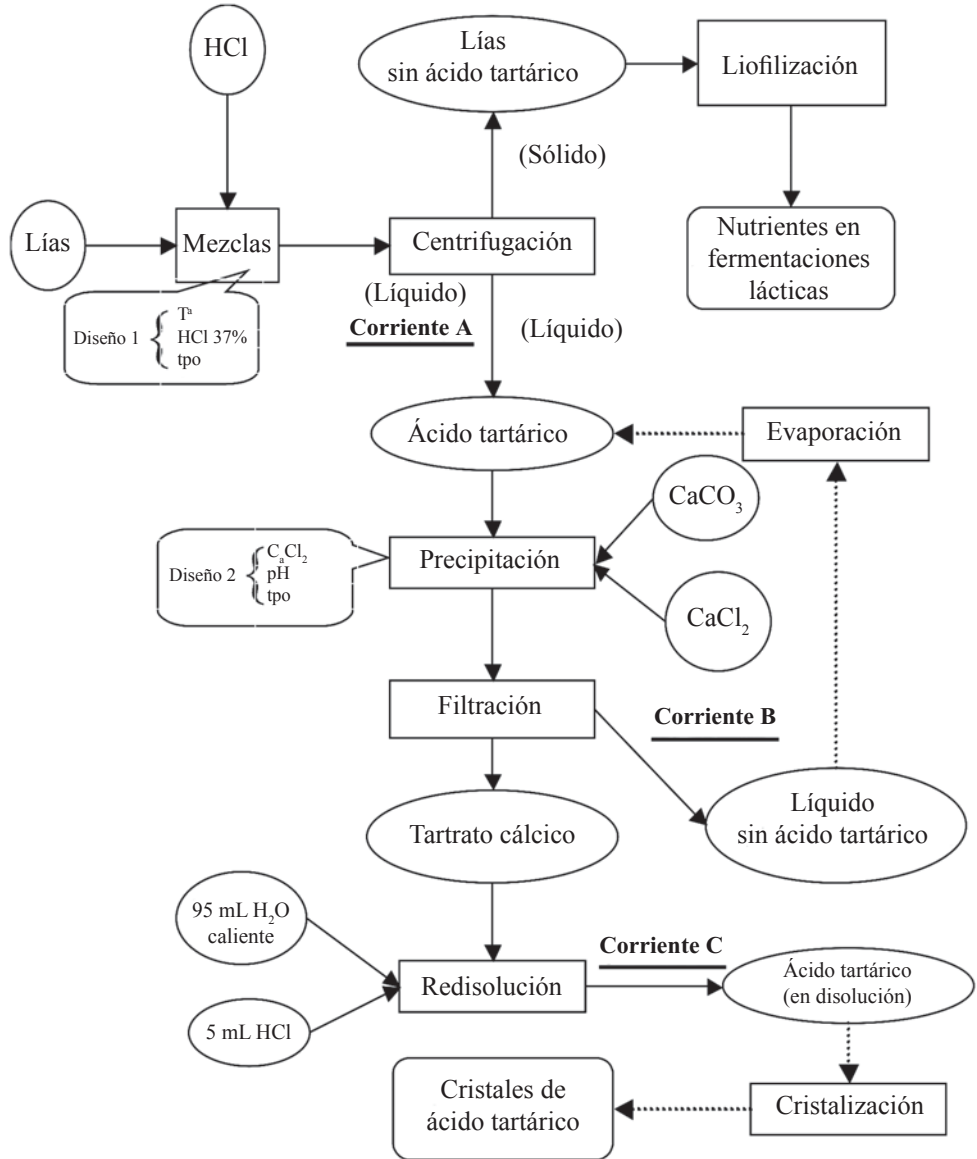 HCl
Lías
sin ácido tartárico
Liofilización
(Sólido)
Lías
Mezclas
Centrifugación
Nutrientes en
fermentaciones
lácticas
(Líquido)
Corriente A
(Líquido)
Diseño 1
Tª
HCl 37%
tpo
Ácido tartárico
Evaporación
CaCO₃
Precipitación
Diseño 2
CₐCl₂
pH
tpo
CaCl₂
Filtración
Corriente B
Líquido
sin ácido tartárico
Tartrato cálcico
95 mL H₂O
caliente
Corriente C
Redisolución
Ácido tartárico
(en disolución)
5 mL HCl
Cristales de
ácido tartárico
Cristalización